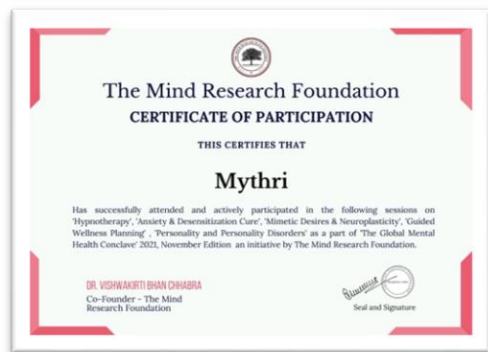 The Mind Research Foundation
CERTIFICATE OF PARTICIPATION
THIS CERTIFIES THAT
Mythri
Has successfully attended and actively participated in the following sessions on
'Hypnotherapy', 'Anxiety & Desensitization Cure', 'Mimetic Desires & Neuroplasticity', 'Guided
Wellness Planning' , 'Personality and Personality Disorders' as a part of 'The Global Mental
Health Conclave' 2021, November Edition an initiative by The Mind Research Foundation.
DR. VISHWAKIRTI BHAN CHHABRA
Co-Founder - The Mind
Research Foundation
Seal and Signature